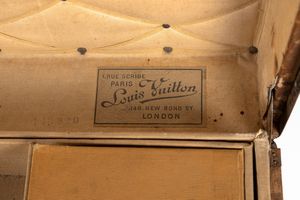 1 RUE SCRIBE
PARIS
Louis Vuitton
149, NEW BOND ST.
LONDON